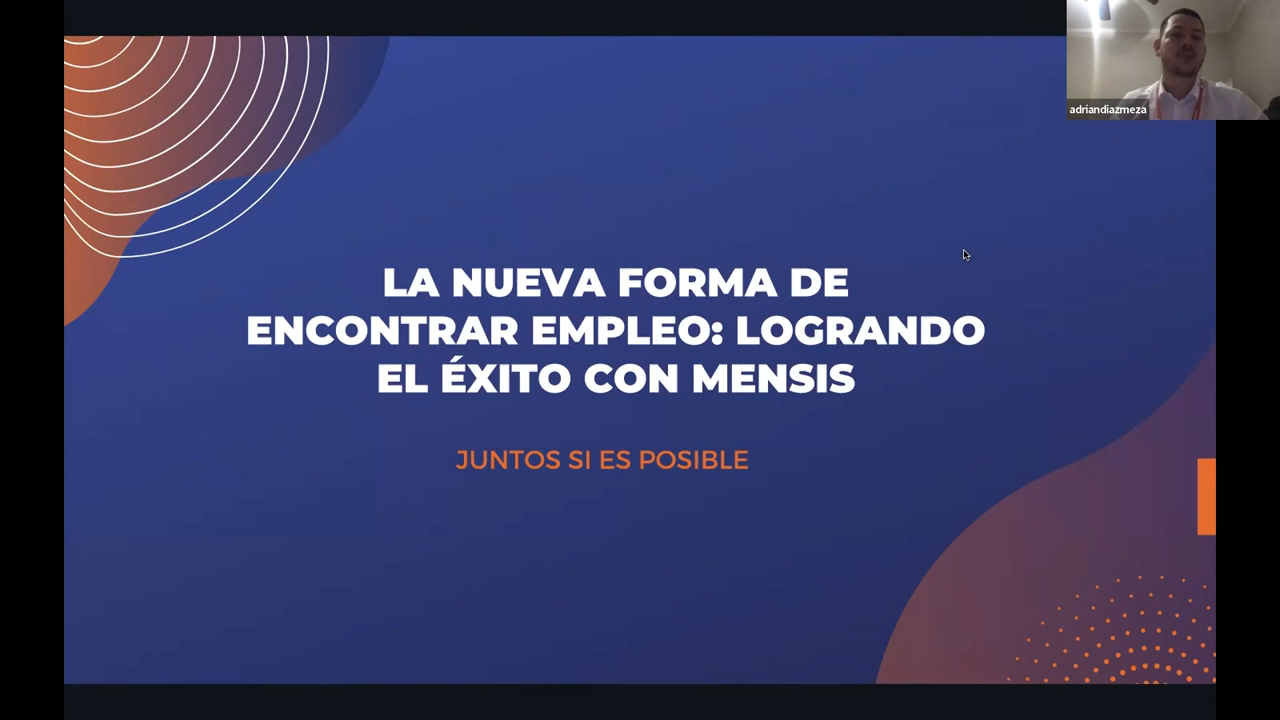 adriandiazmeza
LA NUEVA FORMA DE
ENCONTRAR EMPLEO: LOGRANDO
EL ÉXITO CON MENSIS
JUNTOS SI ES POSIBLE